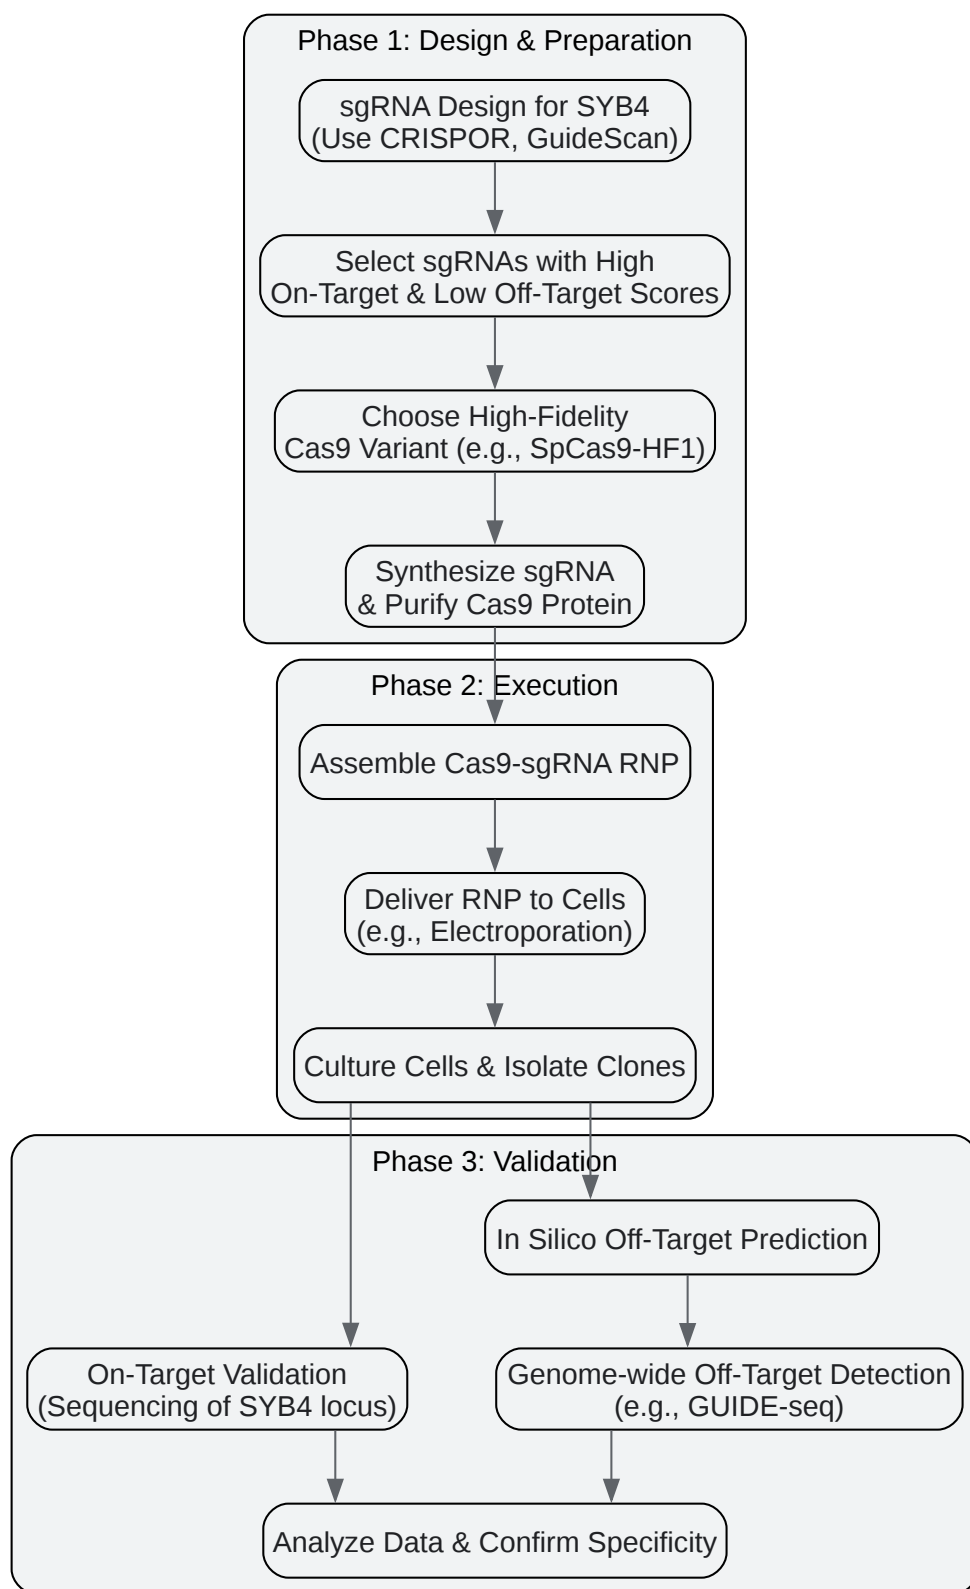 Phase 1: Design & Preparation
sgRNA Design for SYB4
(Use CRISPOR, GuideScan)
Select sgRNAs with High
On-Target & Low Off-Target Scores
Choose High-Fidelity
Cas9 Variant (e.g., SpCas9-HF1)
Synthesize sgRNA
& Purify Cas9 Protein
Phase 2: Execution
Assemble Cas9-sgRNA RNP
Deliver RNP to Cells
(e.g., Electroporation)
Culture Cells & Isolate Clones
Phase 3: Validation
In Silico Off-Target Prediction
On-Target Validation
(Sequencing of SYB4 locus)
Genome-wide Off-Target Detection
(e.g., GUIDE-seq)
Analyze Data & Confirm Specificity